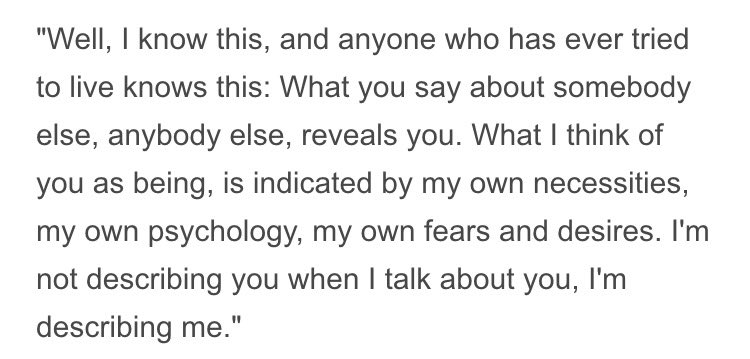 "Well, I know this, and anyone who has ever tried
to live knows this: What you say about somebody
else, anybody else, reveals you. What I think of
you as being, is indicated by my own necessities,
my own psychology, my own fears and desires. I'm
not describing you when I talk about you, I'm
describing me."